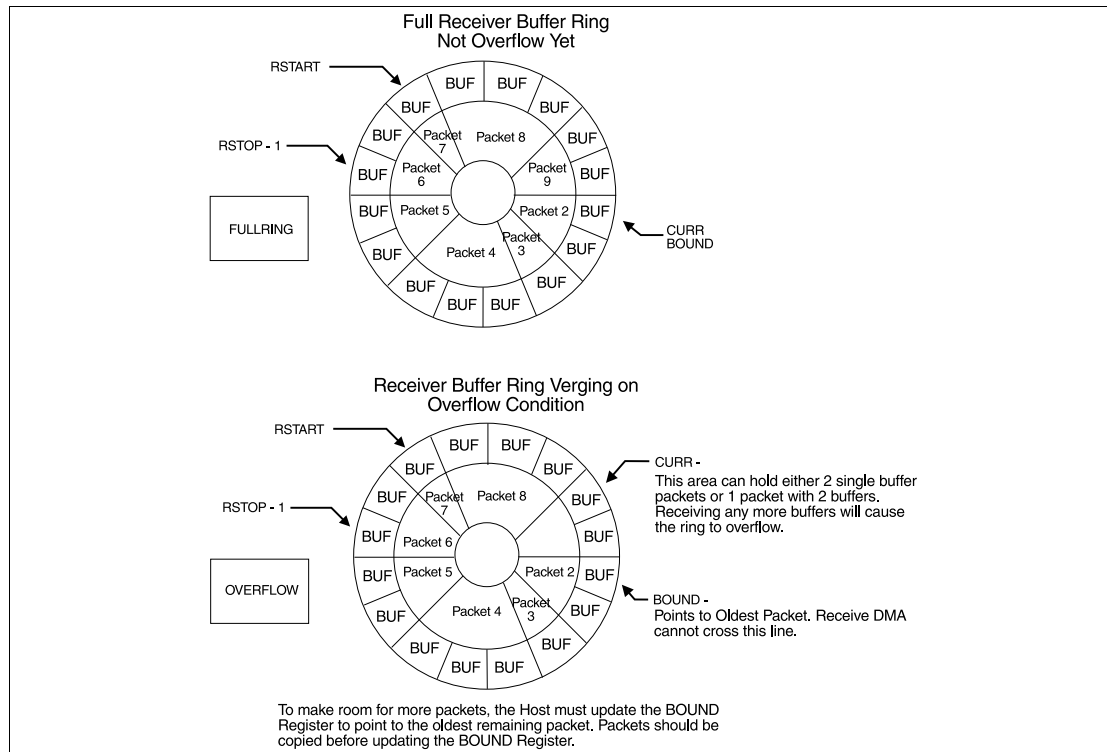 Full Receiver Buffer Ring
Not Overflow Yet
RSTART
BUF
BUF
BUF
BUF
BUF
BUF
BUF
Packet
7
Packet 8
RSTOP - 1
BUF
BUF
Packet
6
Packet
9
BUF
Packet 5
Packet 2
BUF
FULLRING
CURR
BOUND
BUF
Packet 4
Packet
3
BUF
BUF
BUF
BUF
BUF
Receiver Buffer Ring Verging on
Overflow Condition
RSTART
BUF
BUF
BUF
BUF
BUF
BUF
Packet
7
Packet 8
CURR -
This area can hold either 2 single buffer
packets or 1 packet with 2 buffers.
Receiving any more buffers will cause
the ring to overflow.
RSTOP - 1
BUF
BUF
Packet 6
BUF
Packet 5
Packet 2
BUF
OVERFLOW
BUF
Packet 4
Packet
3
BUF
BOUND -
Points to Oldest Packet. Receive DMA
cannot cross this line.
BUF
BUF
BUF
BUF
To make room for more packets, the Host must update the BOUND
Register to point to the oldest remaining packet. Packets should be
copied before updating the BOUND Register.